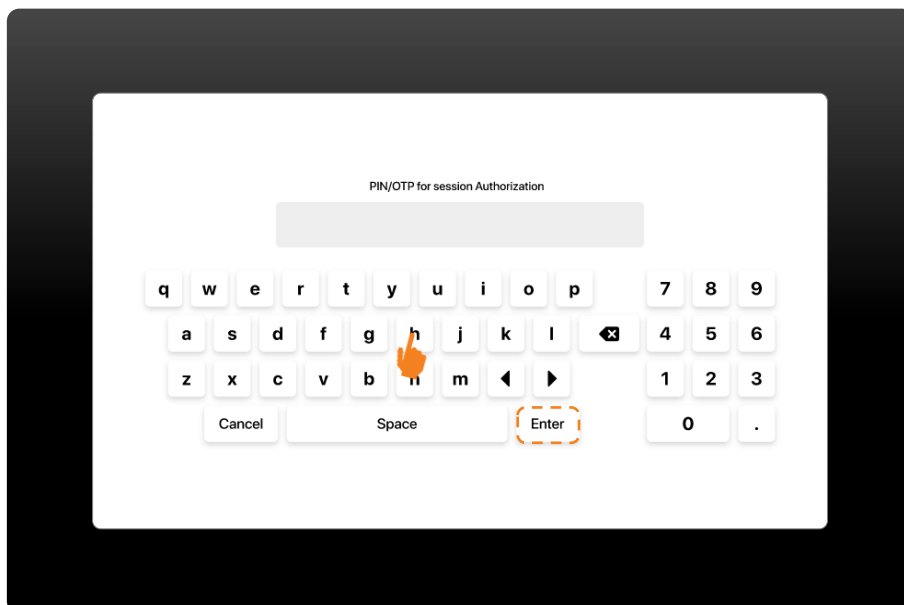 PIN/OTP for session Authorization
q w e r t y u i o p 7 8 9
a s d f g h j k l 4 5 6
z x c v b n m 1 2 3
Cancel Space Enter 0 .